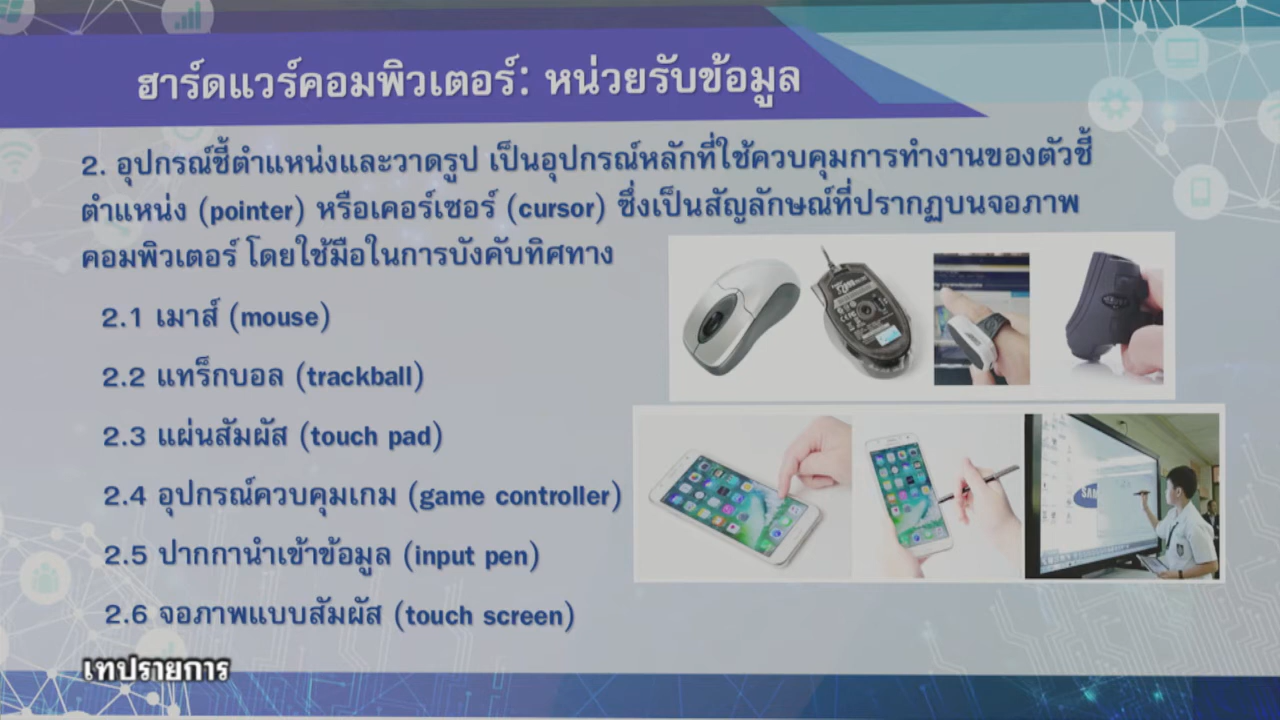 ฮาร์ดแวร์คอมพิวเตอร์: หน่วยรับข้อมูล
2. อุปกรณ์ชี้ตำแหน่งและวาดรูป เป็นอุปกรณ์หลักที่ใช้ควบคุมการทำงานของตัวชี้
ตำแหน่ง (pointer) หรือเคอร์เซอร์ (cursor) ซึ่งเป็นสัญลักษณ์ที่ปรากฏบนจอภาพ
คอมพิวเตอร์ โดยใช้มือในการบังคับทิศทาง
2.1 เมาส์ (mouse)
2.2 แทร็กบอล (trackball)
2.3 แผ่นสัมผัส (touch pad)
2.4 อุปกรณ์ควบคุมเกม (game controller)
2.5 ปากกานำเข้าข้อมูล (input pen)
2.6 จอภาพแบบสัมผัส (touch screen)
เทปรายการ